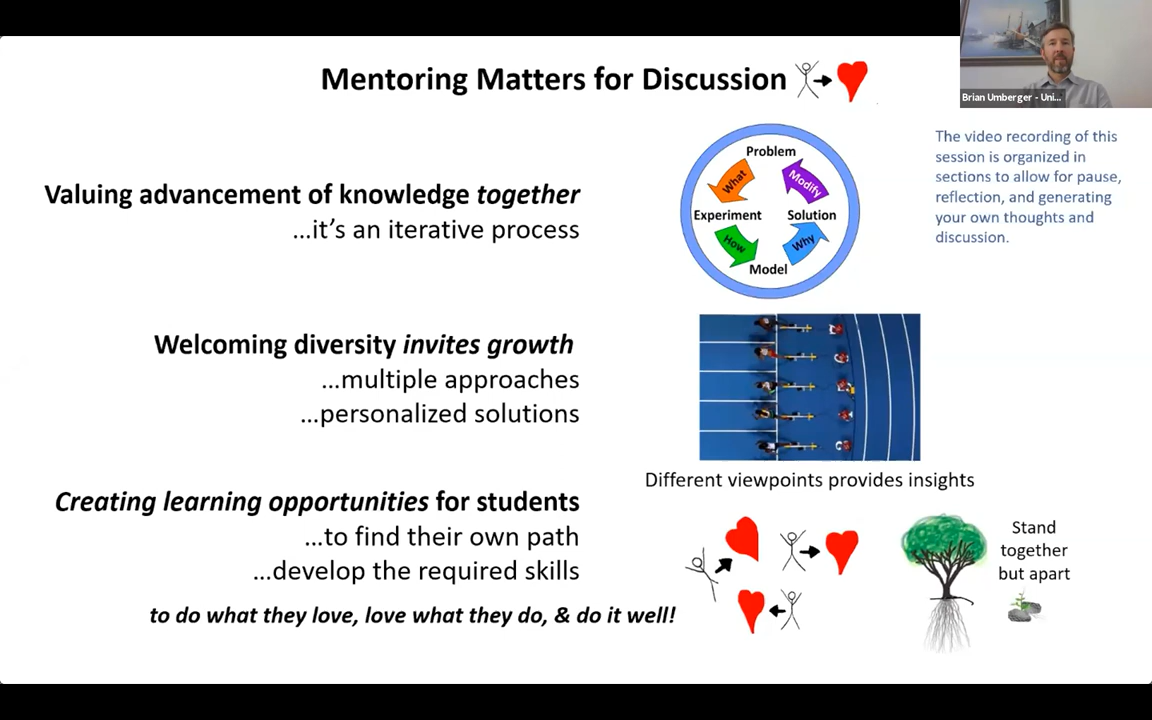 Mentoring Matters for Discussion
Brian Umberger - Uni...
The video recording of this
session is organized in
sections to allow for pause,
reflection, and generating
your own thoughts and
discussion.
Valuing advancement of knowledge together
...it's an iterative process
Problem
What
Modify
Experiment
Solution
How
Why
Model
Welcoming diversity invites growth
...multiple approaches
...personalized solutions
Different viewpoints provides insights
Creating learning opportunities for students
...to find their own path
...develop the required skills
to do what they love, love what they do, & do it well!
Stand
together
but apart